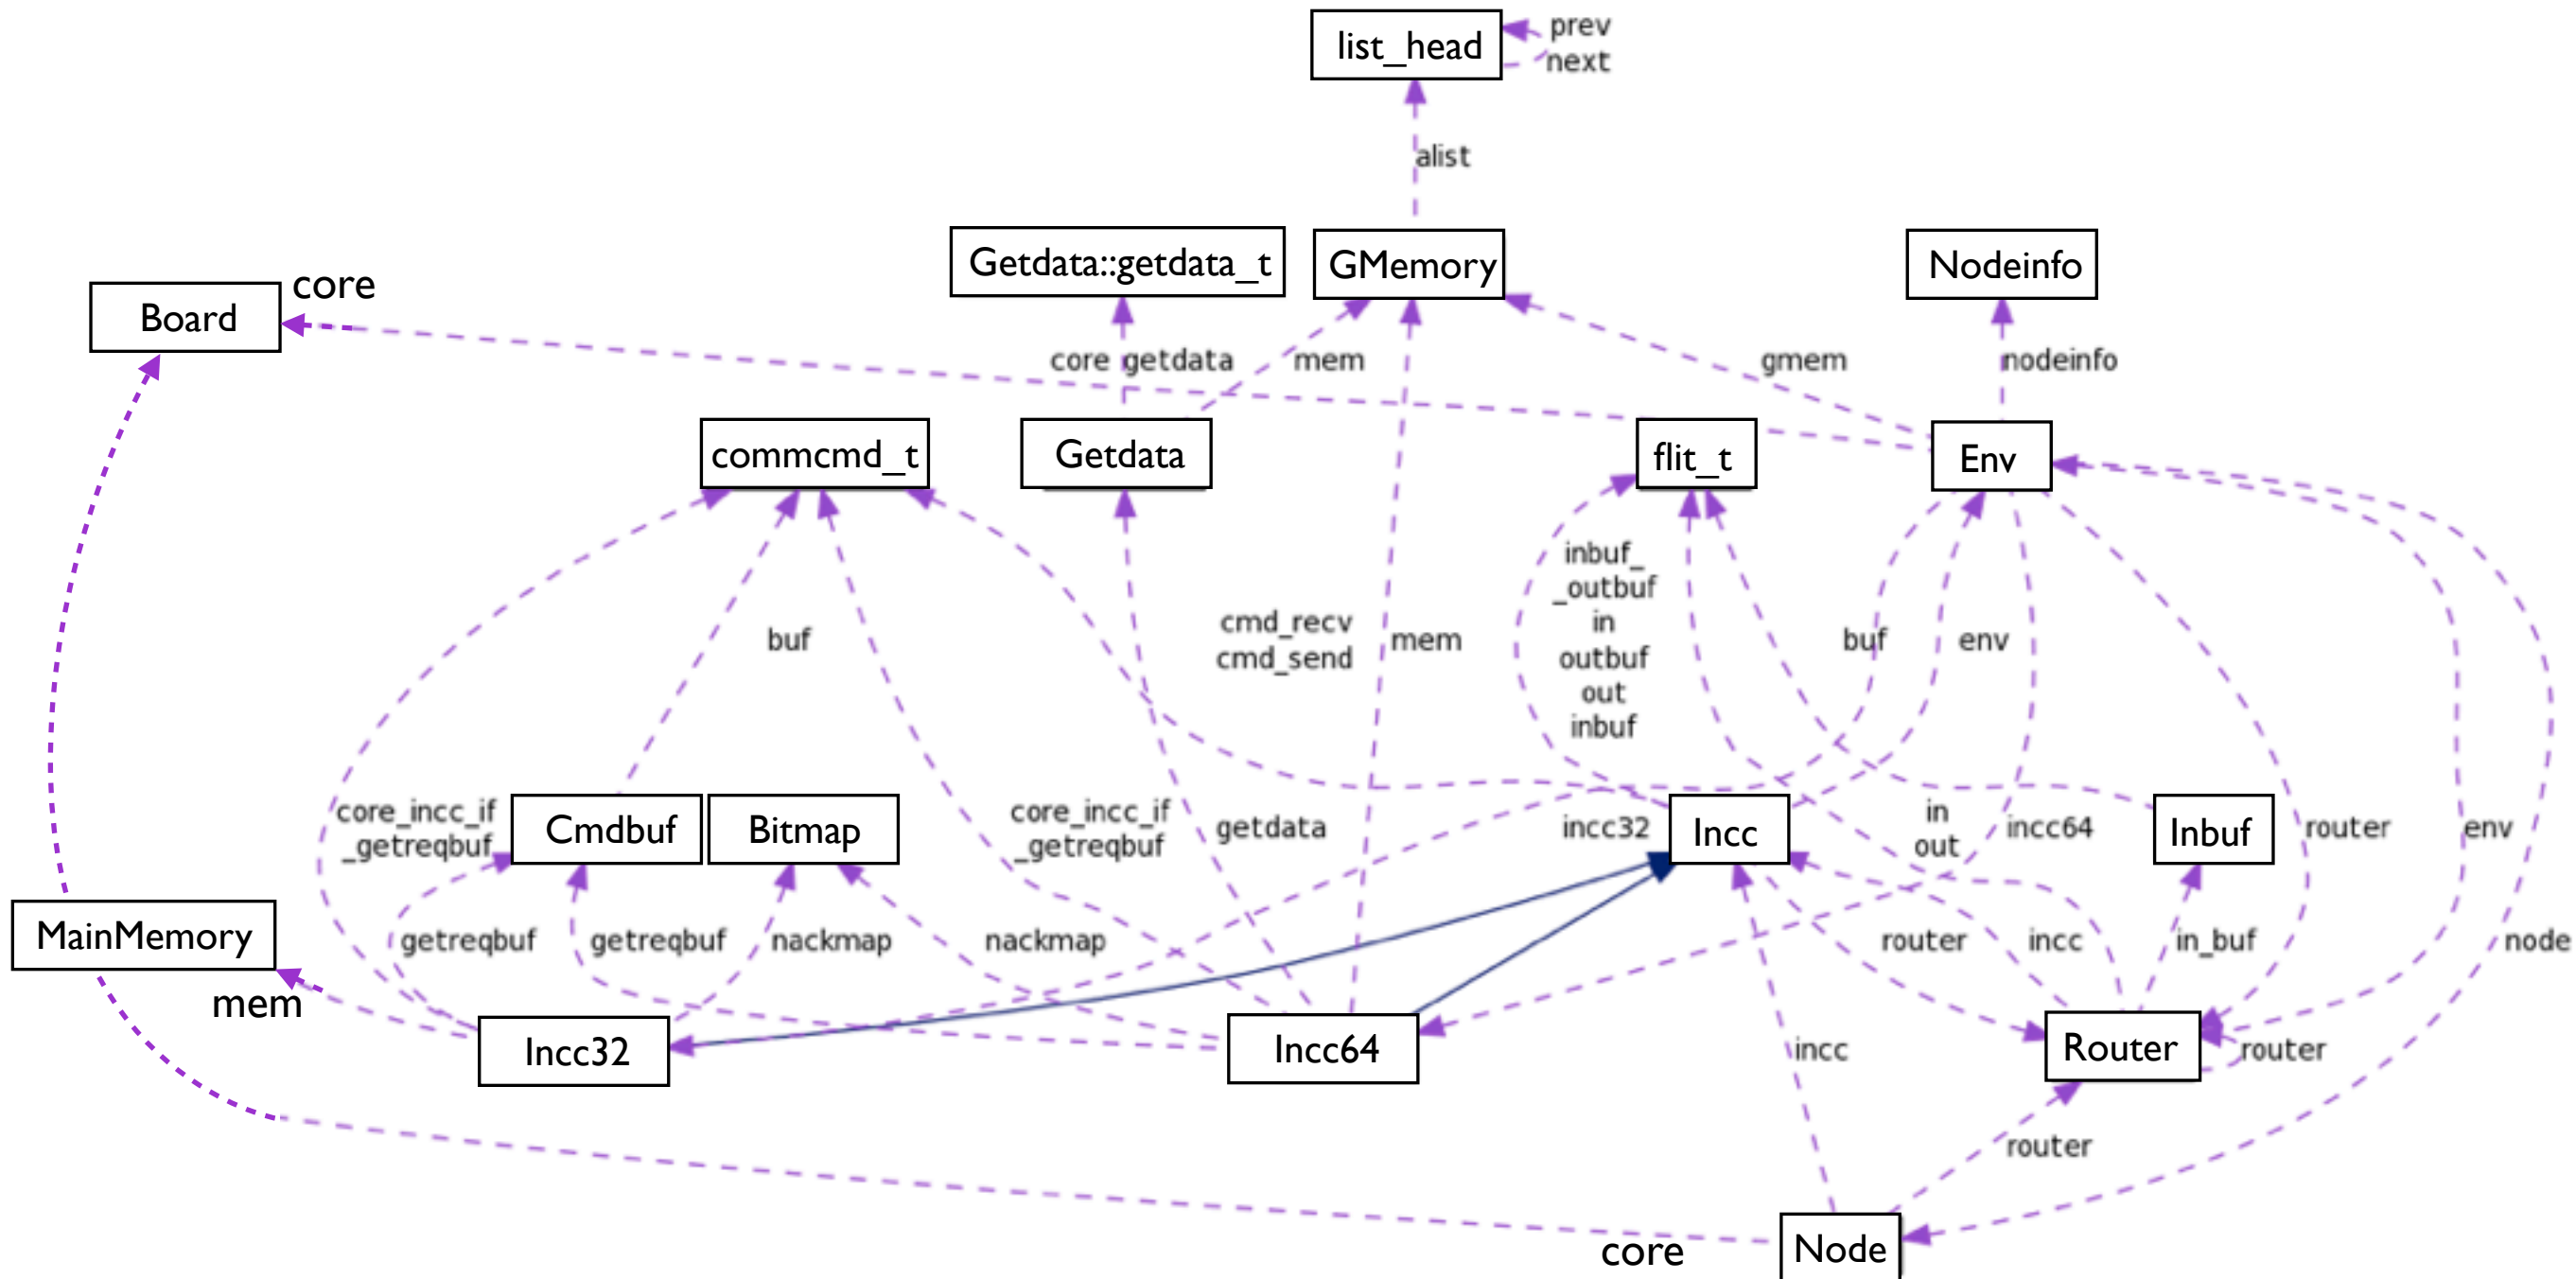 list_head
prev
next
alist
Getdata::getdata_t
GMemory
Nodeinfo
core
Board
core
getdata
mem
gmem
nodeinfo
commcmd_t
Getdata
flit_t
Env
inbuf_
_outbuf
in
outbuf
out
inbuf
cmd_recv
cmd_send
buf
mem
buf
env
core_incc_if
_getreqbuf
Cmdbuf
Bitmap
core_incc_if
_getreqbuf
getdata
incc32
Incc
in
out
incc64
Inbuf
router
env
MainMemory
getreqbuf
getreqbuf
nackmap
nackmap
router
incc
in_buf
node
mem
Incc32
Incc64
incc
Router
router
router
core
Node